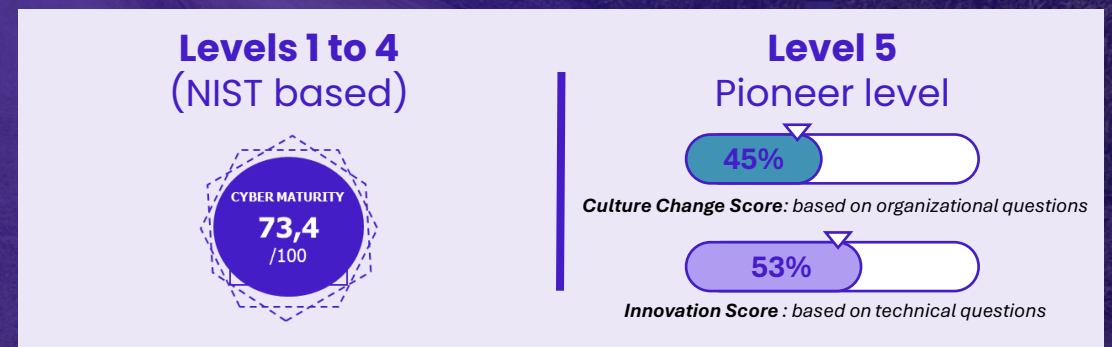 Levels 1 to 4
(NIST based)
CYBER MATURITY
73,4
/100
Level 5
Pioneer level
45%
Culture Change Score: based on organizational questions
53%
Innovation Score : based on technical questions